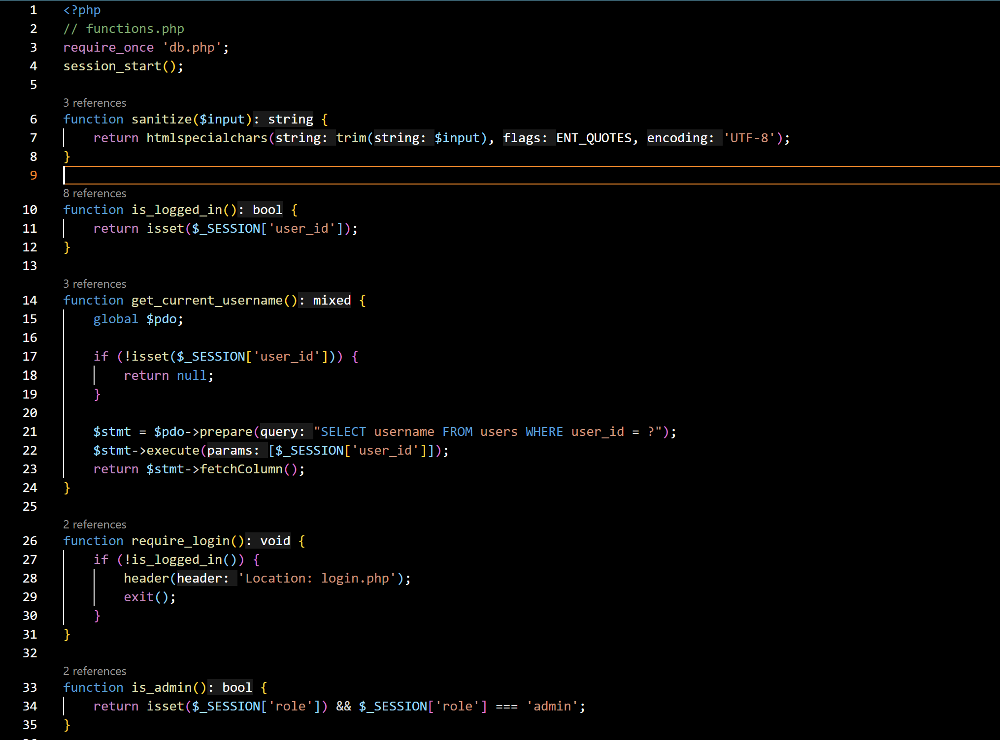 1 <?php
2 // functions.php
3 require_once 'db.php';
4 session_start();
5
3 references
6 function sanitize($input): string {
7     return htmlspecialchars(string: trim(string: $input), flags: ENT_QUOTES, encoding: 'UTF-8');
8 }
9
8 references
10 function is_logged_in(): bool {
11     return isset($_SESSION['user_id']);
12 }
13
3 references
14 function get_current_username(): mixed {
15     global $pdo;
16
17     if (!isset($_SESSION['user_id'])) {
18         return null;
19     }
20
21     $stmt = $pdo->prepare(query: "SELECT username FROM users WHERE user_id = ?");
22     $stmt->execute(params: [$_SESSION['user_id']]);
23     return $stmt->fetchColumn();
24 }
25
2 references
26 function require_login(): void {
27     if (!is_logged_in()) {
28         header(header: 'Location: login.php');
29         exit();
30     }
31 }
32
2 references
33 function is_admin(): bool {
34     return isset($_SESSION['role']) && $_SESSION['role'] === 'admin';
35 }